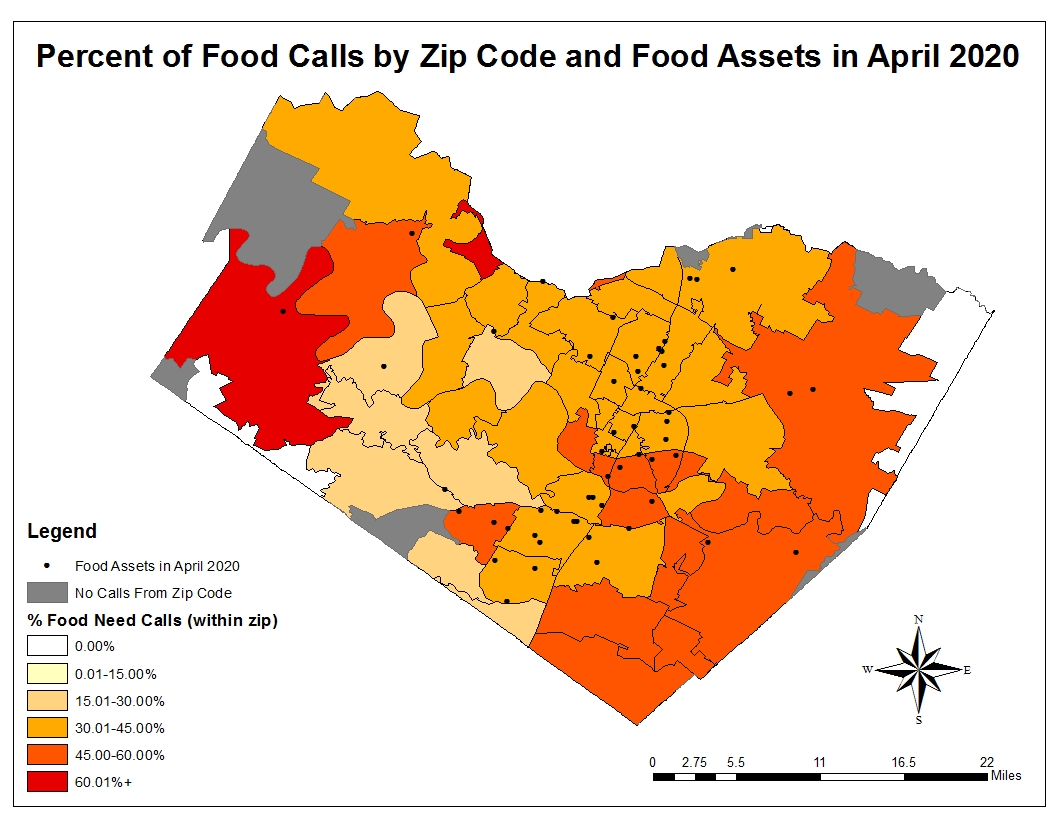 Percent of Food Calls by Zip Code and Food Assets in April 2020
Legend
Food Assets in April 2020
No Calls From Zip Code
% Food Need Calls (within zip)
0.00%
0.01-15.00%
15.01-30.00%
30.01-45.00%
45.00-60.00%
60.01%+
N
W
E
S
0 2.75 5.5 11 16.5 22
Miles